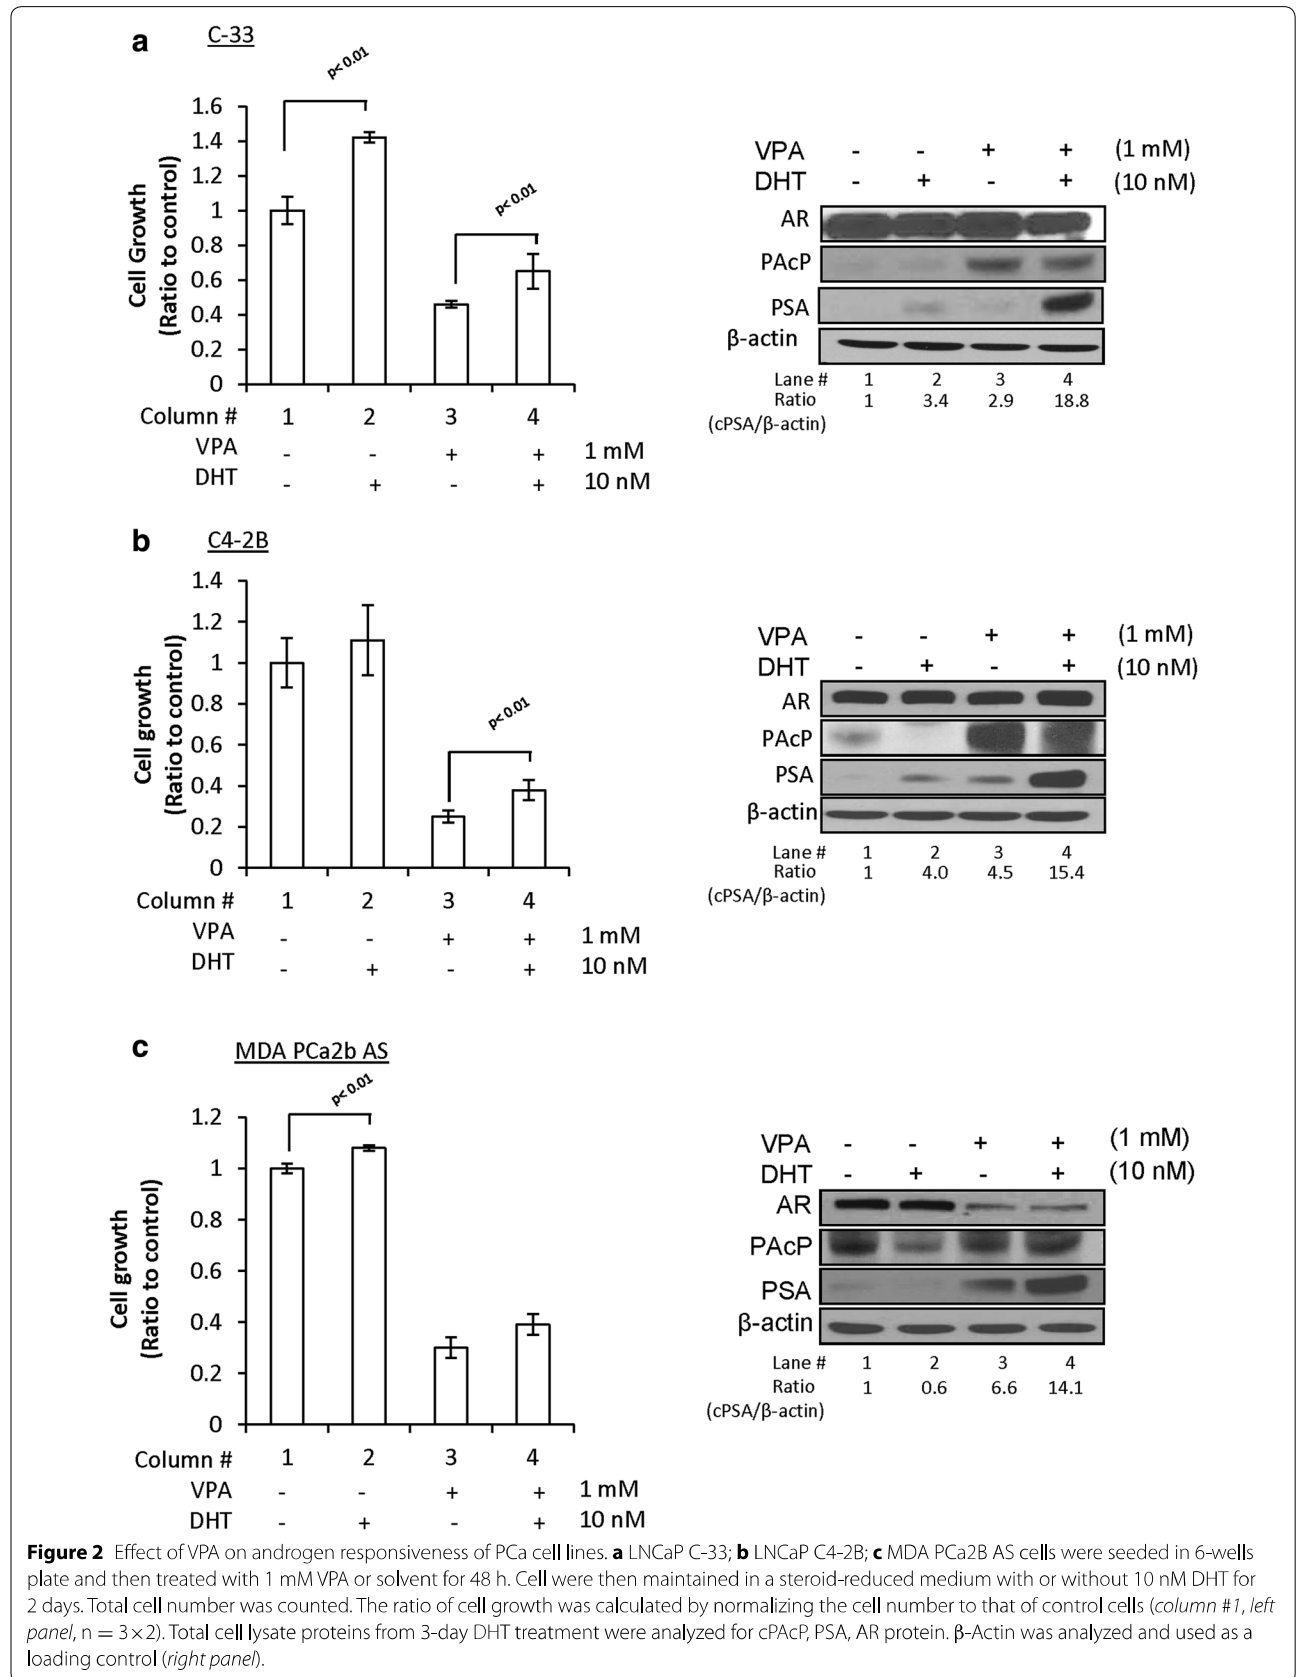 a C-33
p< 0.01
p< 0.01
1.6
1.4
1.2
1
0.8
0.6
0.4
0.2
0
Cell Growth
(Ratio to control)
Column # 1 2 3 4
VPA - - + + 1 mM
DHT - + - + 10 nM
VPA - - + + (1 mM)
DHT - + - + (10 nM)
AR
PAcP
PSA
β-actin
Lane # 1 2 3 4
Ratio 1 3.4 2.9 18.8
(cPSA/β-actin)
b C4-2B
p< 0.01
1.4
1.2
1
0.8
0.6
0.4
0.2
0
Cell growth
(Ratio to control)
Column # 1 2 3 4
VPA - - + + 1 mM
DHT - + - + 10 nM
VPA - - + + (1 mM)
DHT - + - + (10 nM)
AR
PAcP
PSA
β-actin
Lane # 1 2 3 4
Ratio 1 4.0 4.5 15.4
(cPSA/β-actin)
c MDA PCa2b AS
p< 0.01
1.2
1
0.8
0.6
0.4
0.2
0
Cell growth
(Ratio to control)
Column # 1 2 3 4
VPA - - + + 1 mM
DHT - + - + 10 nM
VPA - - + + (1 mM)
DHT - + - + (10 nM)
AR
PAcP
PSA
β-actin
Lane # 1 2 3 4
Ratio 1 0.6 6.6 14.1
(cPSA/β-actin)
Figure 2 Effect of VPA on androgen responsiveness of PCa cell lines. a LNCaP C-33; b LNCaP C4-2B; c MDA PCa2B AS cells were seeded in 6-wells
plate and then treated with 1 mM VPA or solvent for 48 h. Cell were then maintained in a steroid-reduced medium with or without 10 nM DHT for
2 days. Total cell number was counted. The ratio of cell growth was calculated by normalizing the cell number to that of control cells (column #1, left
panel, n = 3 × 2). Total cell lysate proteins from 3-day DHT treatment were analyzed for cPAcP, PSA, AR protein. β-Actin was analyzed and used as a
loading control (right panel).